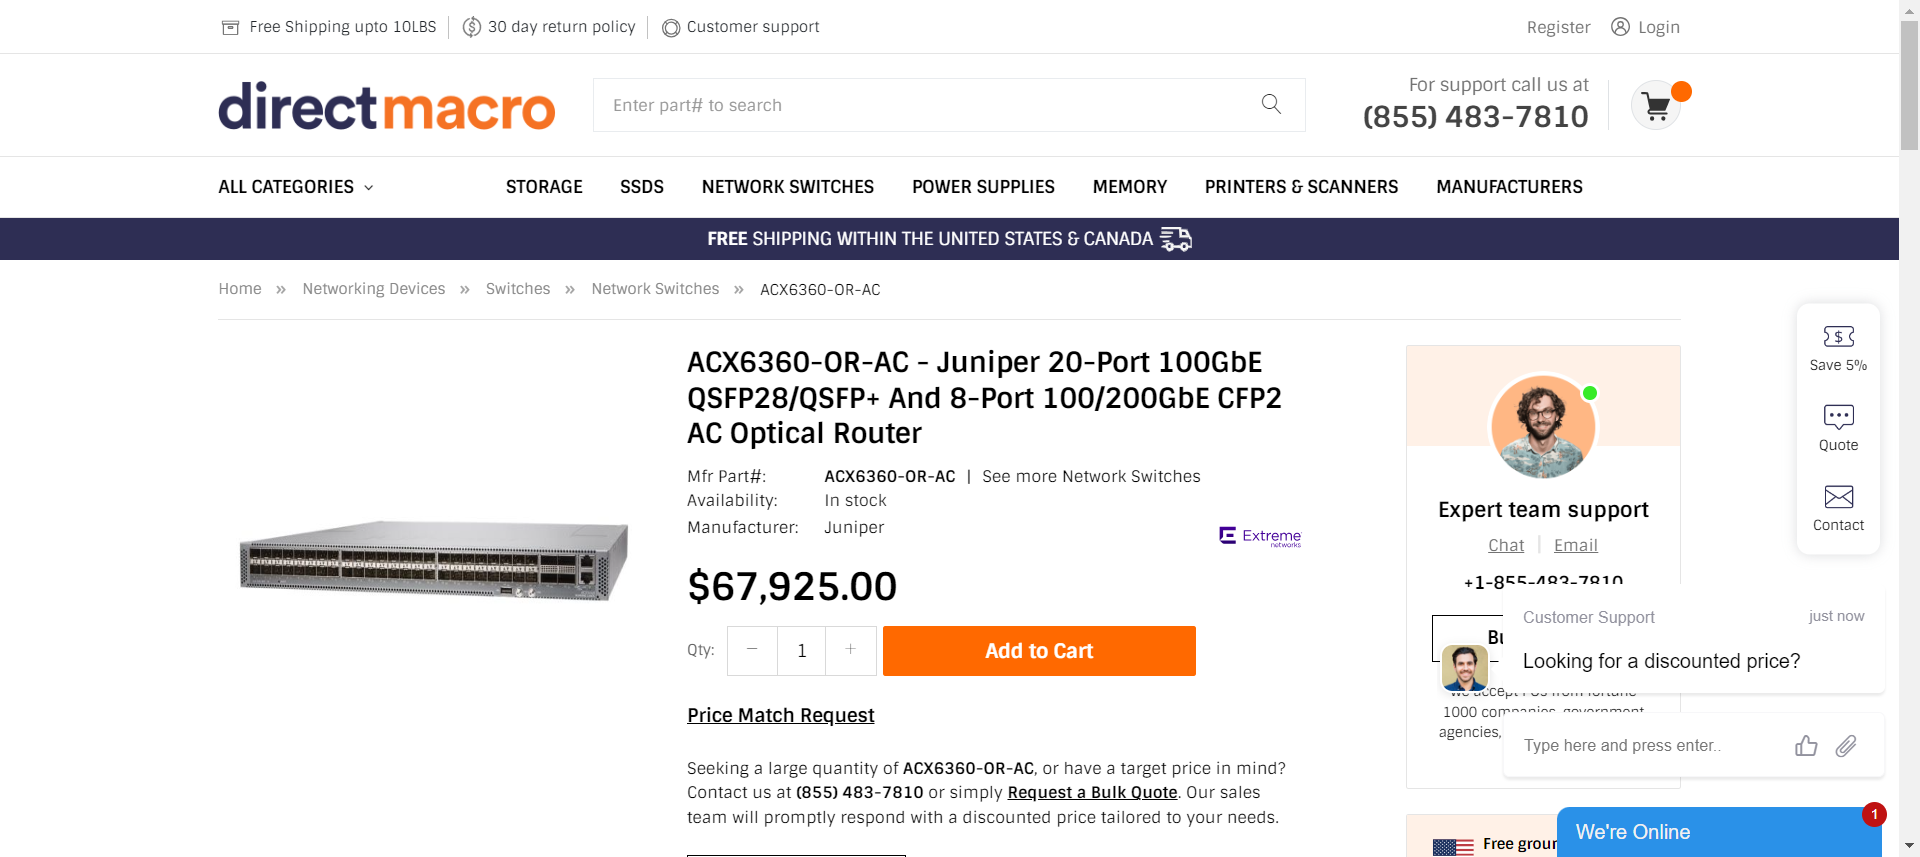 Free Shipping upto 10LBS
30 day return policy
Customer support
Register
Login
directmacro
Enter part# to search
For support call us at
(855) 483-7810
ALL CATEGORIES
STORAGE
SSDS
NETWORK SWITCHES
POWER SUPPLIES
MEMORY
PRINTERS & SCANNERS
MANUFACTURERS
FREE SHIPPING WITHIN THE UNITED STATES & CANADA
Home » Networking Devices » Switches » Network Switches » ACX6360-OR-AC
ACX6360-OR-AC - Juniper 20-Port 100GbE
QSFP28/QSFP+ And 8-Port 100/200GbE CFP2
AC Optical Router
Mfr Part#: ACX6360-OR-AC | See more Network Switches
Availability: In stock
Manufacturer: Juniper
Extreme
networks
$67,925.00
Qty: − 1 +
Add to Cart
Price Match Request
Seeking a large quantity of ACX6360-OR-AC, or have a target price in mind?
Contact us at (855) 483-7810 or simply Request a Bulk Quote. Our sales
team will promptly respond with a discounted price tailored to your needs.
Expert team support
Chat | Email
+1-855-483-7810
we accept POs from fortune
1000 companies, government
agencies,
Free
Save 5%
Quote
Contact
Customer Support
just now
Looking for a discounted price?
Type here and press enter..
We're Online
1